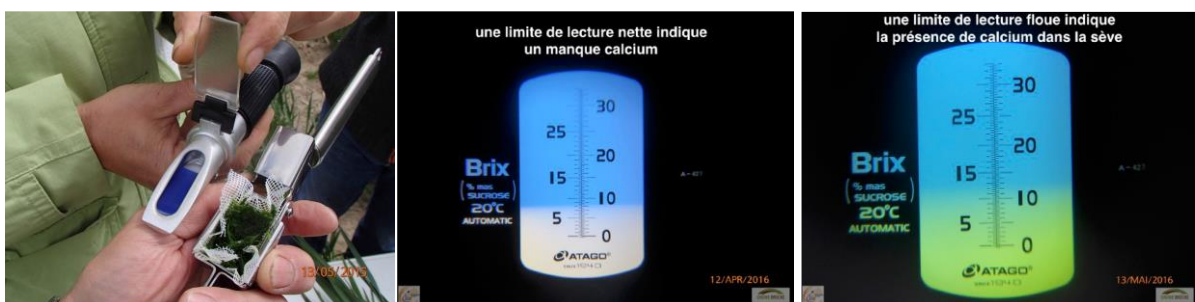 13/05/2015
une limite de lecture nette indique
un manque calcium
30
25
20
15
10
5
0
Brix
% mas
SUCROSE
20°C
AUTOMATIC
ATAGO®
12/APR/2016
une limite de lecture floue indique
la présence de calcium dans la sève
30
25
20
15
10
5
0
Brix
% mas
SUCROSE
20°C
AUTOMATIC
ATAGO®
13/MAI/2016